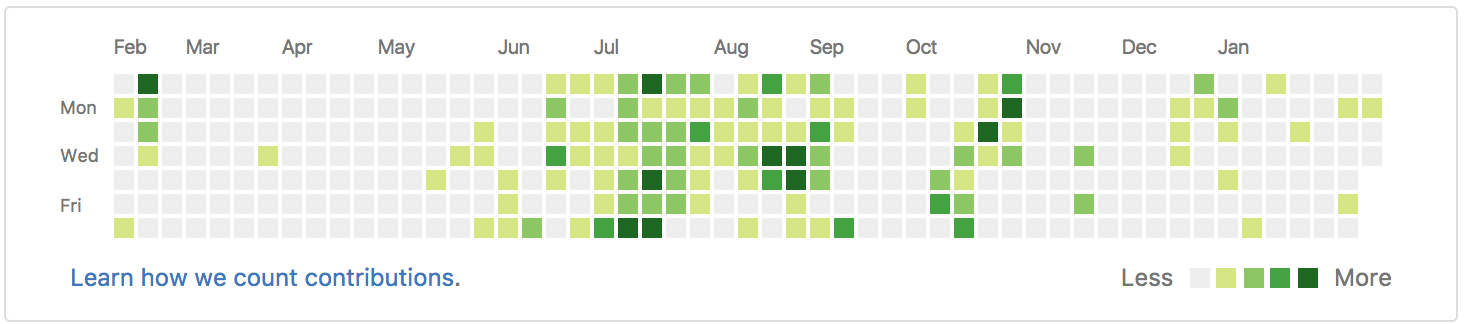 Feb Mar Apr May Jun Jul Aug Sep Oct Nov Dec Jan
Mon
Wed
Fri
Learn how we count contributions. Less More